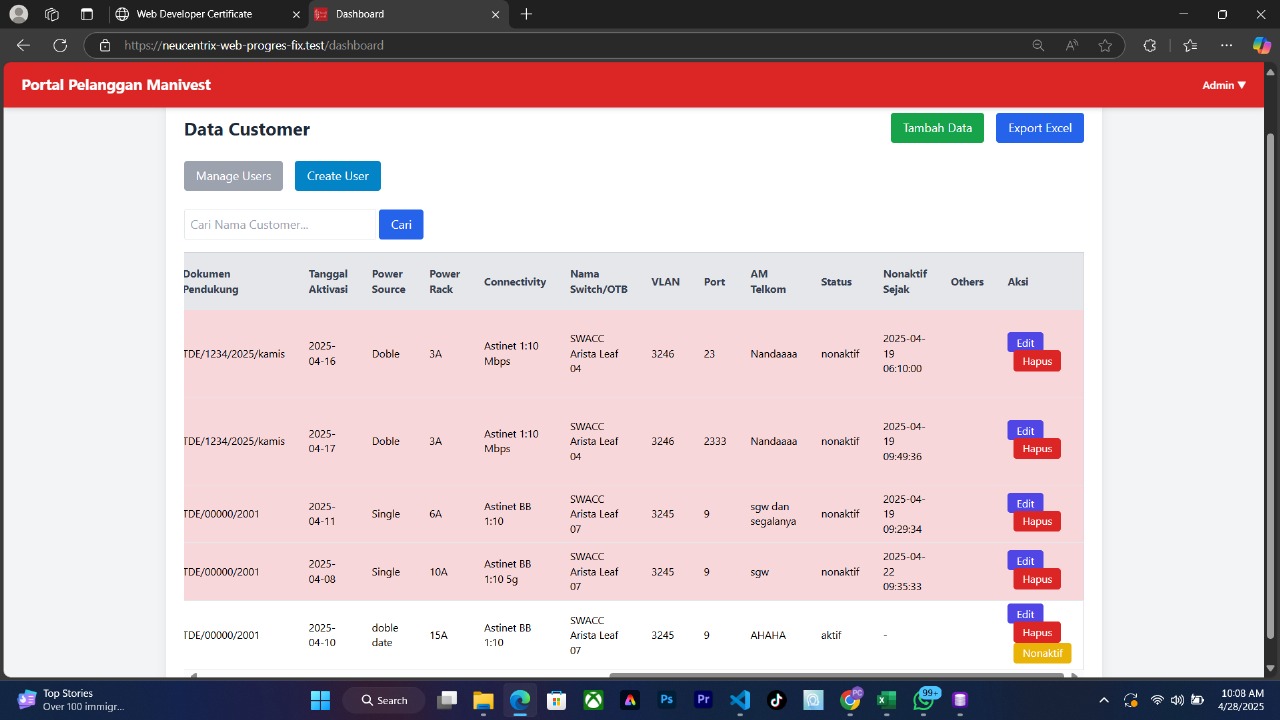 Web Developer Certificate
Dashboard
https://neucentrix-web-progres-fix.test/dashboard
Portal Pelanggan Manivest
Admin ▼
Data Customer
Tambah Data
Export Excel
Manage Users
Create User
Cari Nama Customer...
Cari
Dokumen Pendukung
Tanggal Aktivasi
Power Source
Power Rack
Connectivity
Nama Switch/OTB
VLAN
Port
AM Telkom
Status
Nonaktif Sejak
Others
Aksi
TDE/1234/2025/kamis
2025-04-16
Doble
3A
Astinet 1:10 Mbps
SWACC Arista Leaf 04
3246
23
Nandaaaa
nonaktif
2025-04-19 06:10:00
Edit
Hapus
TDE/1234/2025/kamis
2025-04-17
Doble
3A
Astinet 1:10 Mbps
SWACC Arista Leaf 04
3246
2333
Nandaaaa
nonaktif
2025-04-19 09:49:36
Edit
Hapus
TDE/00000/2001
2025-04-11
Single
6A
Astinet BB 1:10
SWACC Arista Leaf 07
3245
9
sgw dan segalanya
nonaktif
2025-04-19 09:29:34
Edit
Hapus
TDE/00000/2001
2025-04-08
Single
10A
Astinet BB 1:10 5g
SWACC Arista Leaf 07
3245
9
sgw
nonaktif
2025-04-22 09:35:33
Edit
Hapus
TDE/00000/2001
2025-04-10
doble date
15A
Astinet BB 1:10
SWACC Arista Leaf 07
3245
9
AHAHA
aktif
-
Edit
Hapus
Nonaktif
Top Stories
Over 100 immigr...
Search
Ps
Pr
PC
99+
10:08 AM
4/28/2025